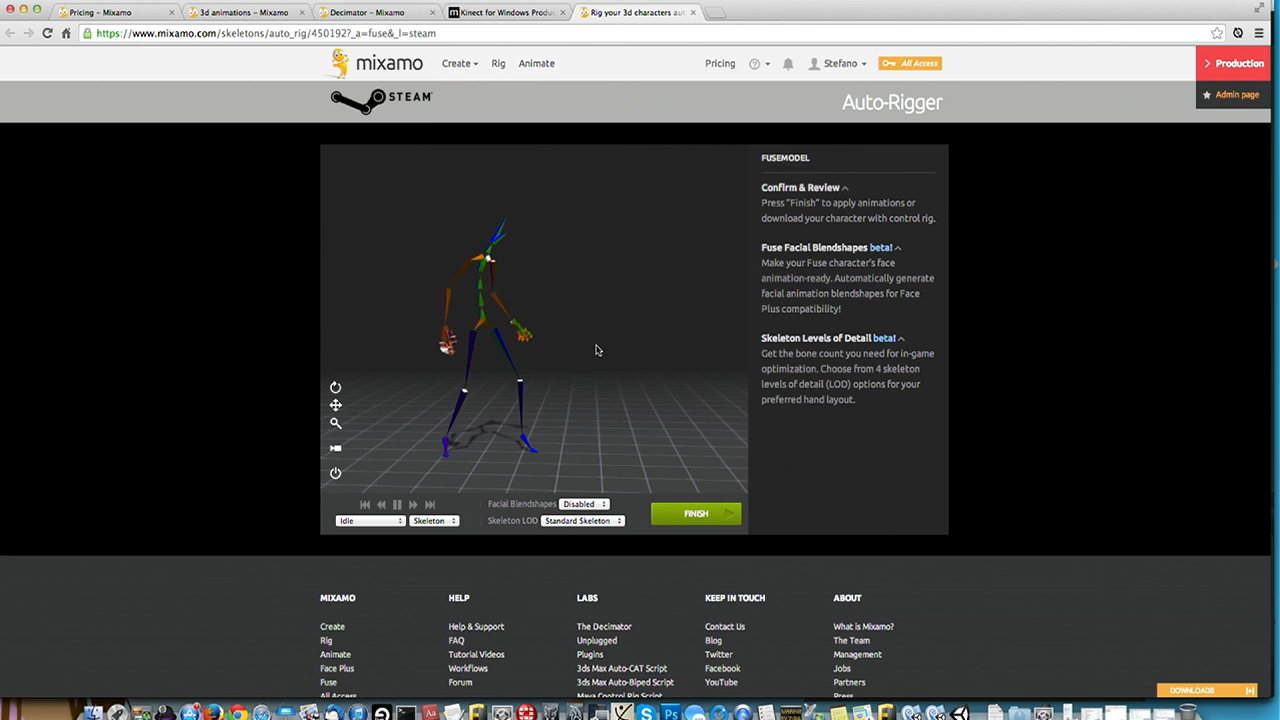 Pricing – Mixamo
3d animations – Mixamo
Decimator – Mixamo
Kinect for Windows Produ
Rig your 3d characters aut
https://www.mixamo.com/skeletons/auto_rig/450192?_a=fuse&_l=steam
mixamo
Create
Rig
Animate
Pricing
Stefano
All Access
Production
Admin page
STEAM
Auto-Rigger
FUSEMODEL
Confirm & Review
Press "Finish" to apply animations or
download your character with control rig.
Fuse Facial Blendshapes beta!
Make your Fuse character's face
animation-ready. Automatically generate
facial animation blendshapes for Face
Plus compatibility!
Skeleton Levels of Detail beta!
Get the bone count you need for in-game
optimization. Choose from 4 skeleton
levels of detail (LOD) options for your
preferred hand layout.
Facial Blendshapes Disabled
Idle Skeleton Skeleton LOD Standard Skeleton
FINISH
MIXAMO
Create
Rig
Animate
Face Plus
Fuse
All Access
HELP
Help & Support
FAQ
Tutorial Videos
Workflows
Forum
LABS
The Decimator
Unplugged
Plugins
3ds Max Auto-CAT Script
3ds Max Auto-Biped Script
Maya Control Rig Script
KEEP IN TOUCH
Contact Us
Blog
Twitter
Facebook
YouTube
ABOUT
What is Mixamo?
The Team
Management
Jobs
Partners
Press
DOWNLOADS